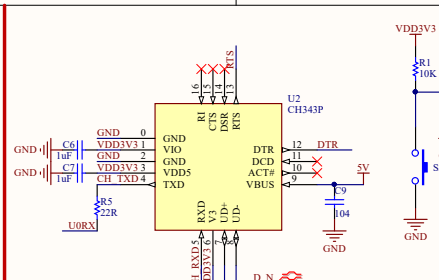 VDD3V3
RTS
R1
10K
16
15
14
13
U2
CH343P
RI
CTS
DSR
RTS
GND 0 GND
C6 VDD3V3 1 VIO DTR 12 DTR
GND 1uF GND 2 GND DCD 11
C7 VDD3V3 3 VDD5 ACT# 10 5V
GND 1uF CH_TXD 4 TXD VBUS 9
R5
22R
U0RX
RXD
V3
UD+
UD-
C9
104
S
GND
GND
5
6
7
8
VDD3V3
D_N